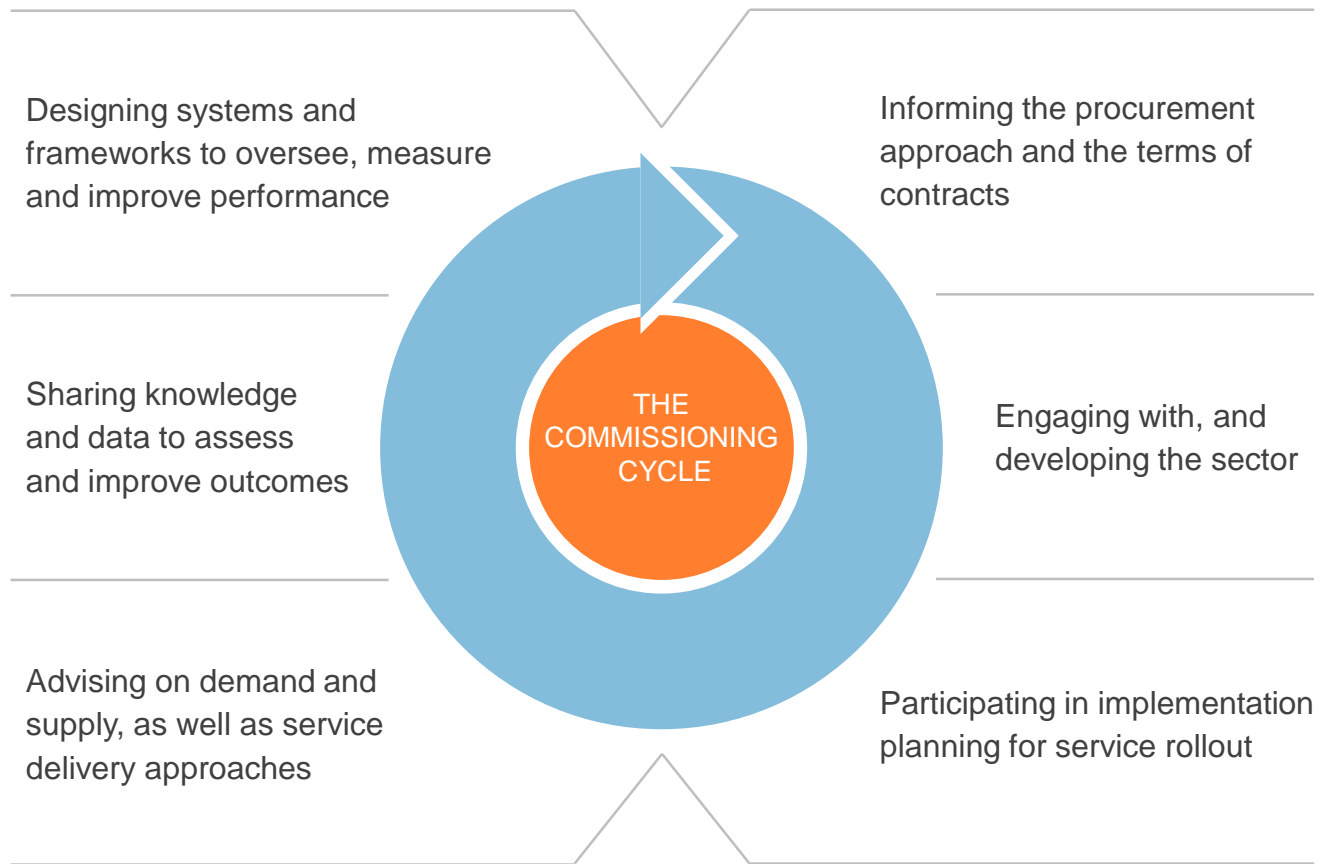 Designing systems and
frameworks to oversee, measure
and improve performance
Informing the procurement
approach and the terms of
contracts
Sharing knowledge
and data to assess
and improve outcomes
THE
COMMISSIONING
CYCLE
Engaging with, and
developing the sector
Advising on demand and
supply, as well as service
delivery approaches
Participating in implementation
planning for service rollout